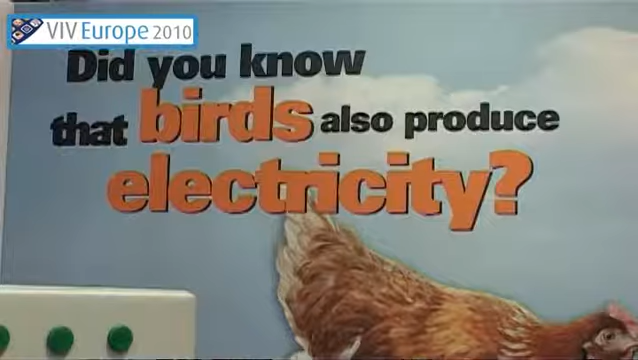 VIV Europe 2010
Did you know
that birds also produce
electricity?